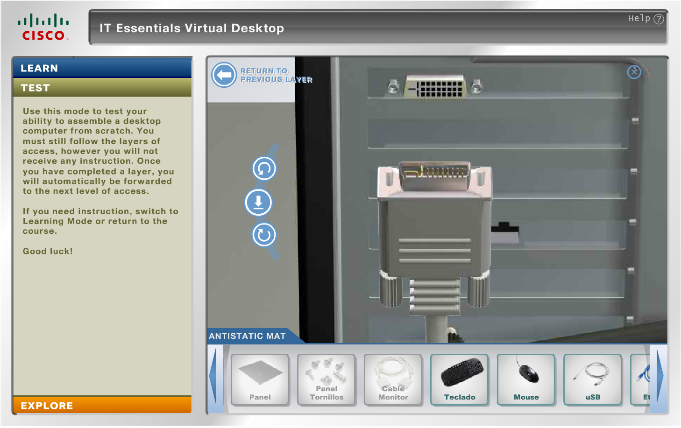 CISCO
IT Essentials Virtual Desktop
Help ?
LEARN
TEST
Use this mode to test your
ability to assemble a desktop
computer from scratch. You
must still follow the layers of
access, however you will not
receive any instruction. Once
you have completed a layer, you
will automatically be forwarded
to the next level of access.
If you need instruction, switch to
Learning Mode or return to the
course.
Good luck!
EXPLORE
RETURN TO
PREVIOUS LAYER
ANTISTATIC MAT
Panel
Panel
Tornillos
Cable
Monitor
Teclado
Mouse
uSB
Et